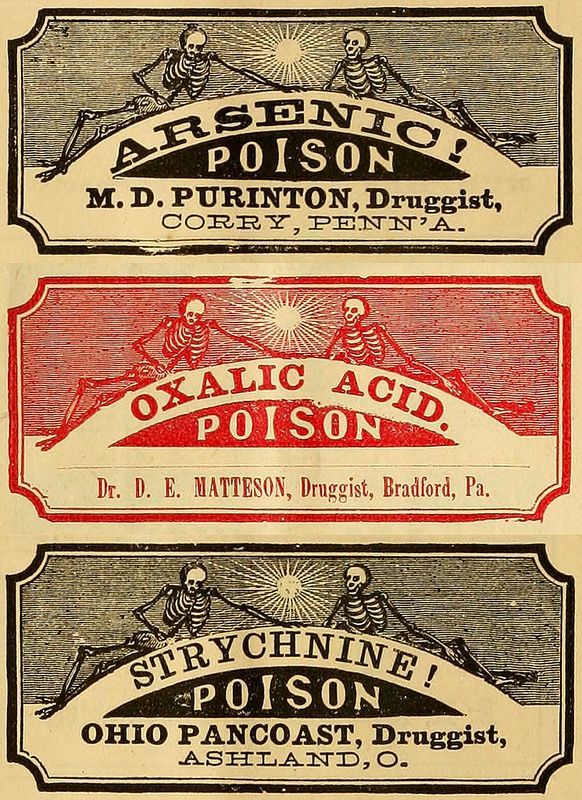 ARSENIC!
POISON
M. D. PURINTON, Druggist,
CORRY, PENN'A.
OXALIC ACID.
POISON
Dr. D. E. MATTESON, Druggist, Bradford, Pa.
STRYCHNINE!
POISON
OHIO PANCOAST, Druggist,
ASHLAND, O.